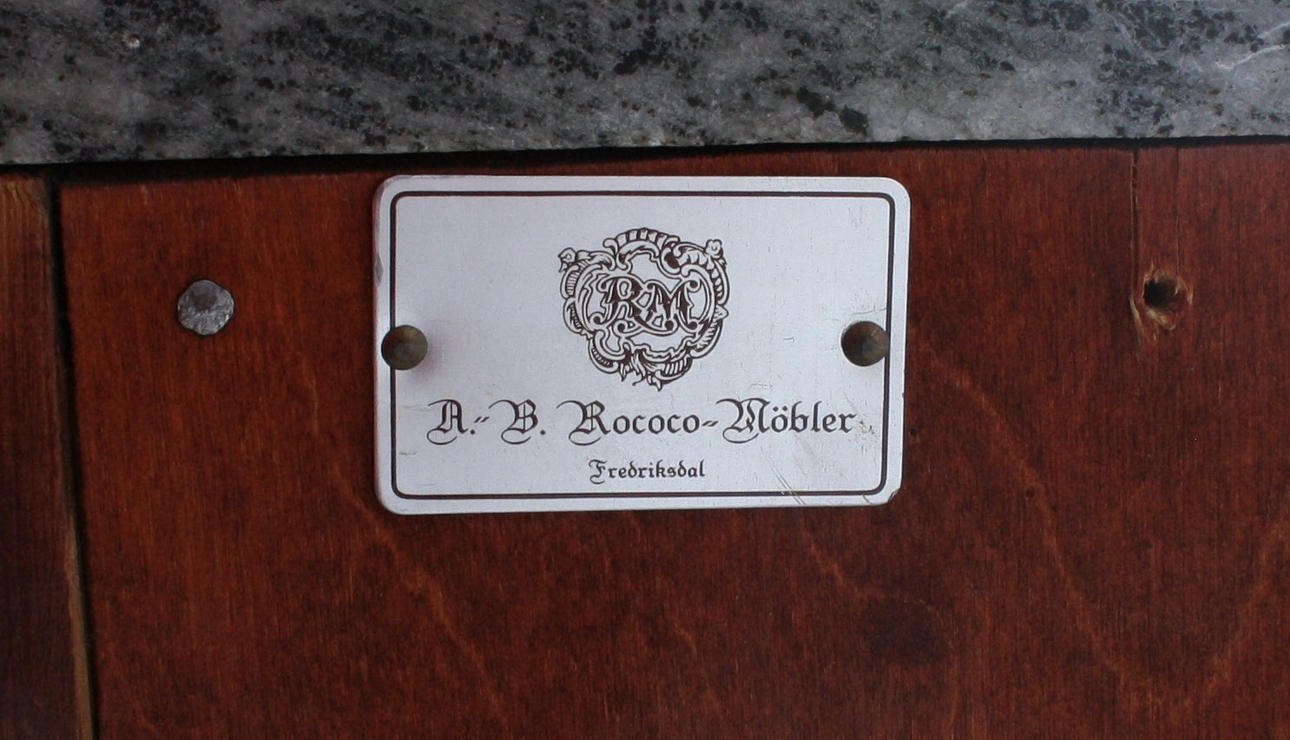 RM
A.-B. Rococo-Möbler
Fredriksdal